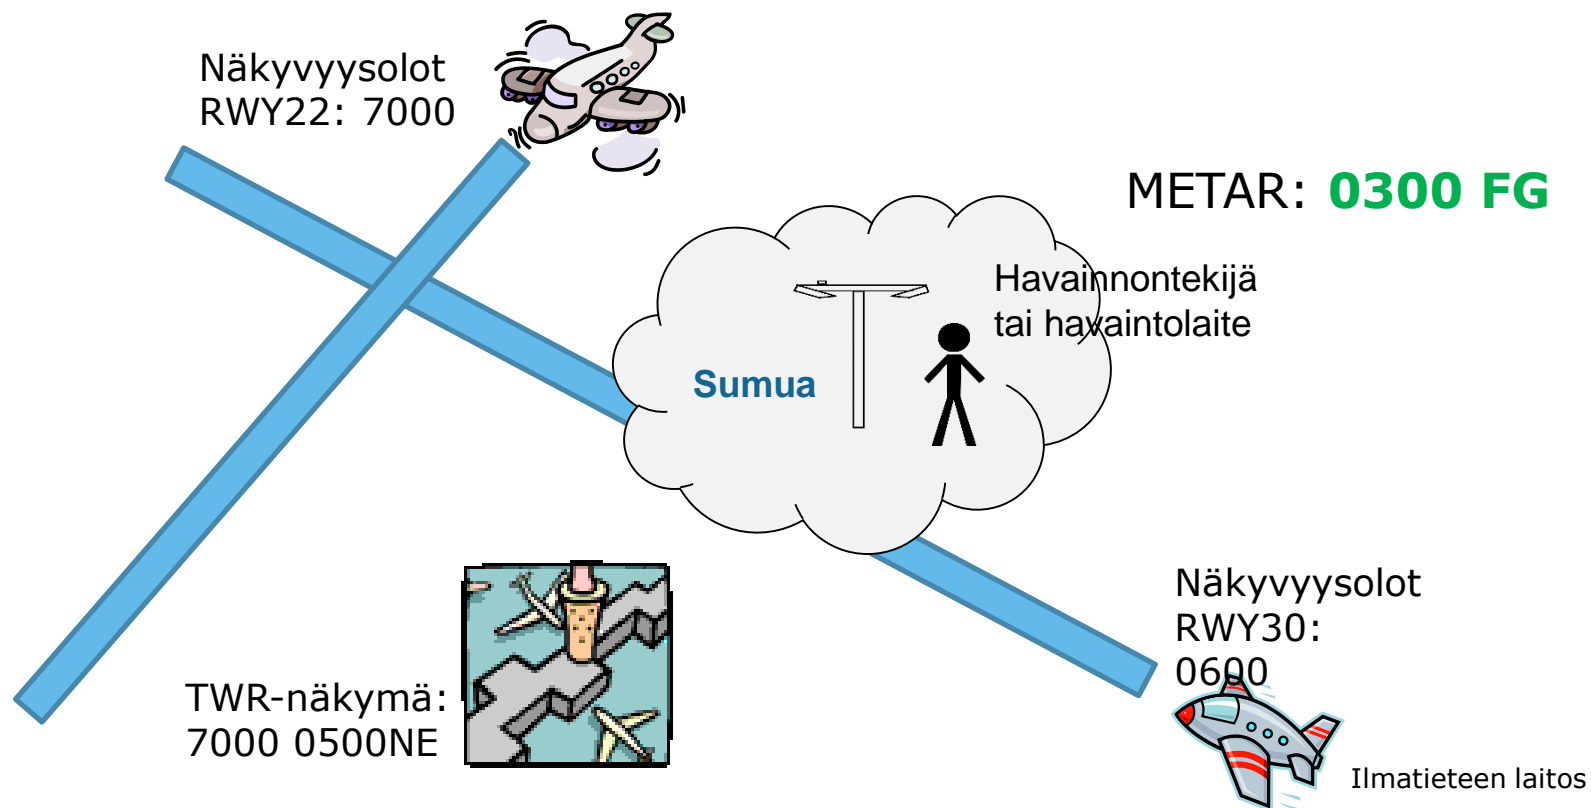 Näkyvyysolot
RWY22: 7000
METAR: 0300 FG
Havainnontekijä
tai havaintolaite
Sumua
Näkyvyysolot
RWY30:
0600
TWR-näkymä:
7000 0500NE
Ilmatieteen laitos